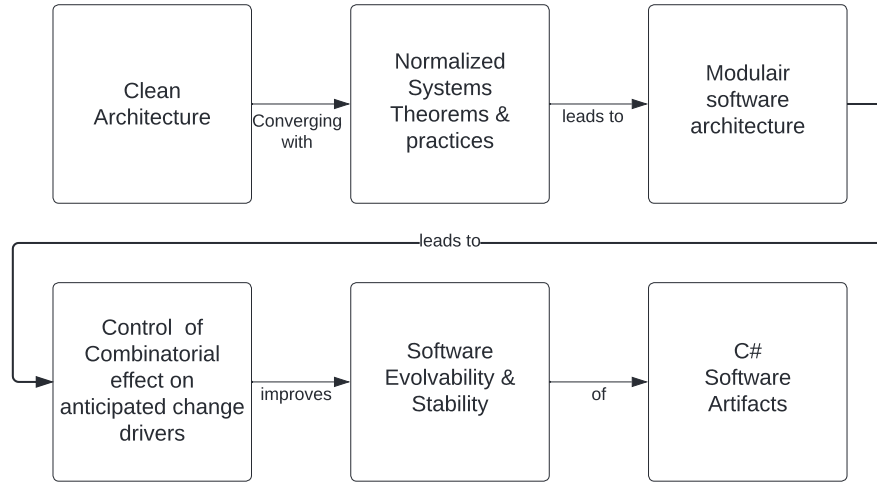 Clean
Architecture
Converging
with
Normalized
Systems
Theorems &
practices
leads to
Modulair
software
architecture
leads to
Control of
Combinatorial
effect on
anticipated change
drivers
improves
Software
Evolvability &
Stability
of
C#
Software
Artifacts